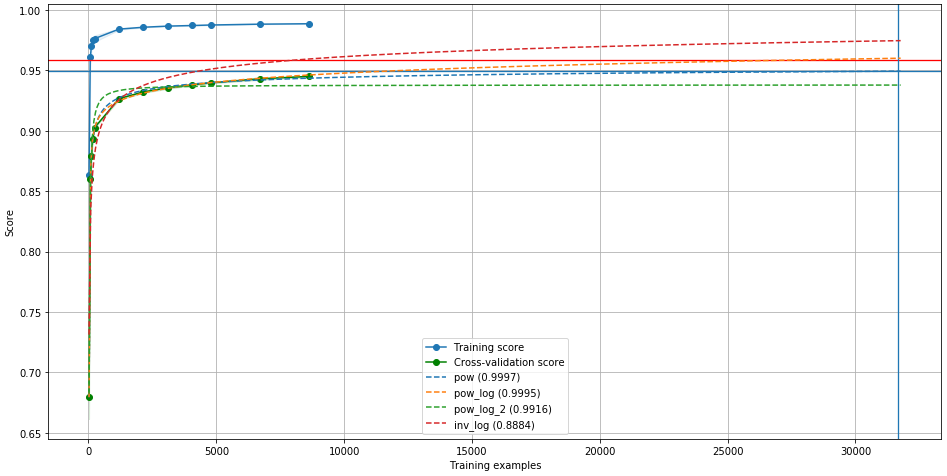 1.00
0.95
0.90
0.85
0.80
0.75
0.70
0.65
Score
0
5000
10000
15000
20000
25000
30000
Training examples
Training score
Cross-validation score
pow (0.9997)
pow_log (0.9995)
pow_log_2 (0.9916)
inv_log (0.8884)